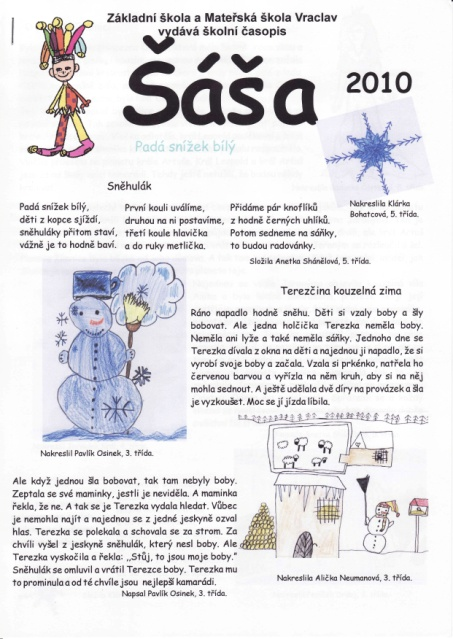 Základní škola a Mateřská škola Vraclav
vydává školní časopis
Šáša
2010
Padá snížek bílý
Nakreslila Klárka
Bohatcová, 5. třída.
Sněhulák
Padá snížek bílý,
děti z kopce sjíždí,
sněhuláky přitom staví,
vážně je to hodně baví.
První kouli uválíme,
druhou na ni postavíme,
třetí koule hlavička
a do ruky metlička.
Přidáme pár knoflíků
z hodně černých uhlíků.
Potom sedneme na sáňky,
to budou radovánky.
Složila Anetka Shánělová, 5. třída.
Terezčina kouzelná zima
Ráno napadlo hodně sněhu. Děti si vzaly boby a šly
bobovat. Ale jedna holčička Terezka neměla boby.
Neměla ani lyže a také neměla sáňky. Jednoho dne se
Terezka dívala z okna na děti a najednou ji napadlo, že si
vyrobí svoje boby a začala. Vzala si prkénko, natřela ho
červenou barvou a vyřízla na něm kruh, aby si na něj
mohla sednout. A ještě udělala dvě díry na provázek a šla
je vyzkoušet. Moc se jí jízda líbila.
Nakreslil Pavlík Osinek, 3. třída.
Ale když jednou šla bobovat, tak tam nebyly boby.
Zeptala se své maminky, jestli je neviděla. A maminka
řekla, že ne. A tak se je Terezka vydala hledat. Vůbec
je nemohla najít a najednou se z jedné jeskyně ozval
hlas. Terezka se polekala a schovala se za strom. Za
chvíli vyšel z jeskyně sněhulák, který nesl boby. Ale
Terezka vyskočila a řekla: „Stůj, to jsou moje boby.“
Sněhulák se omluvil a vrátil Terezce boby. Terezka mu
to prominula a od té chvíle jsou nejlepší kamarádi.
Napsal Pavlík Osinek, 3. třída.
Nakreslila Alička Neumanová, 3. třída.